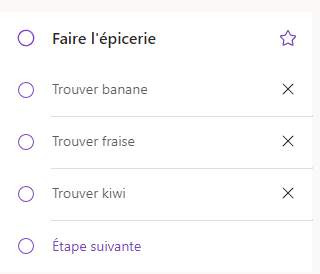 Faire l'épicerie
Trouver banane
Trouver fraise
Trouver kiwi
Étape suivante